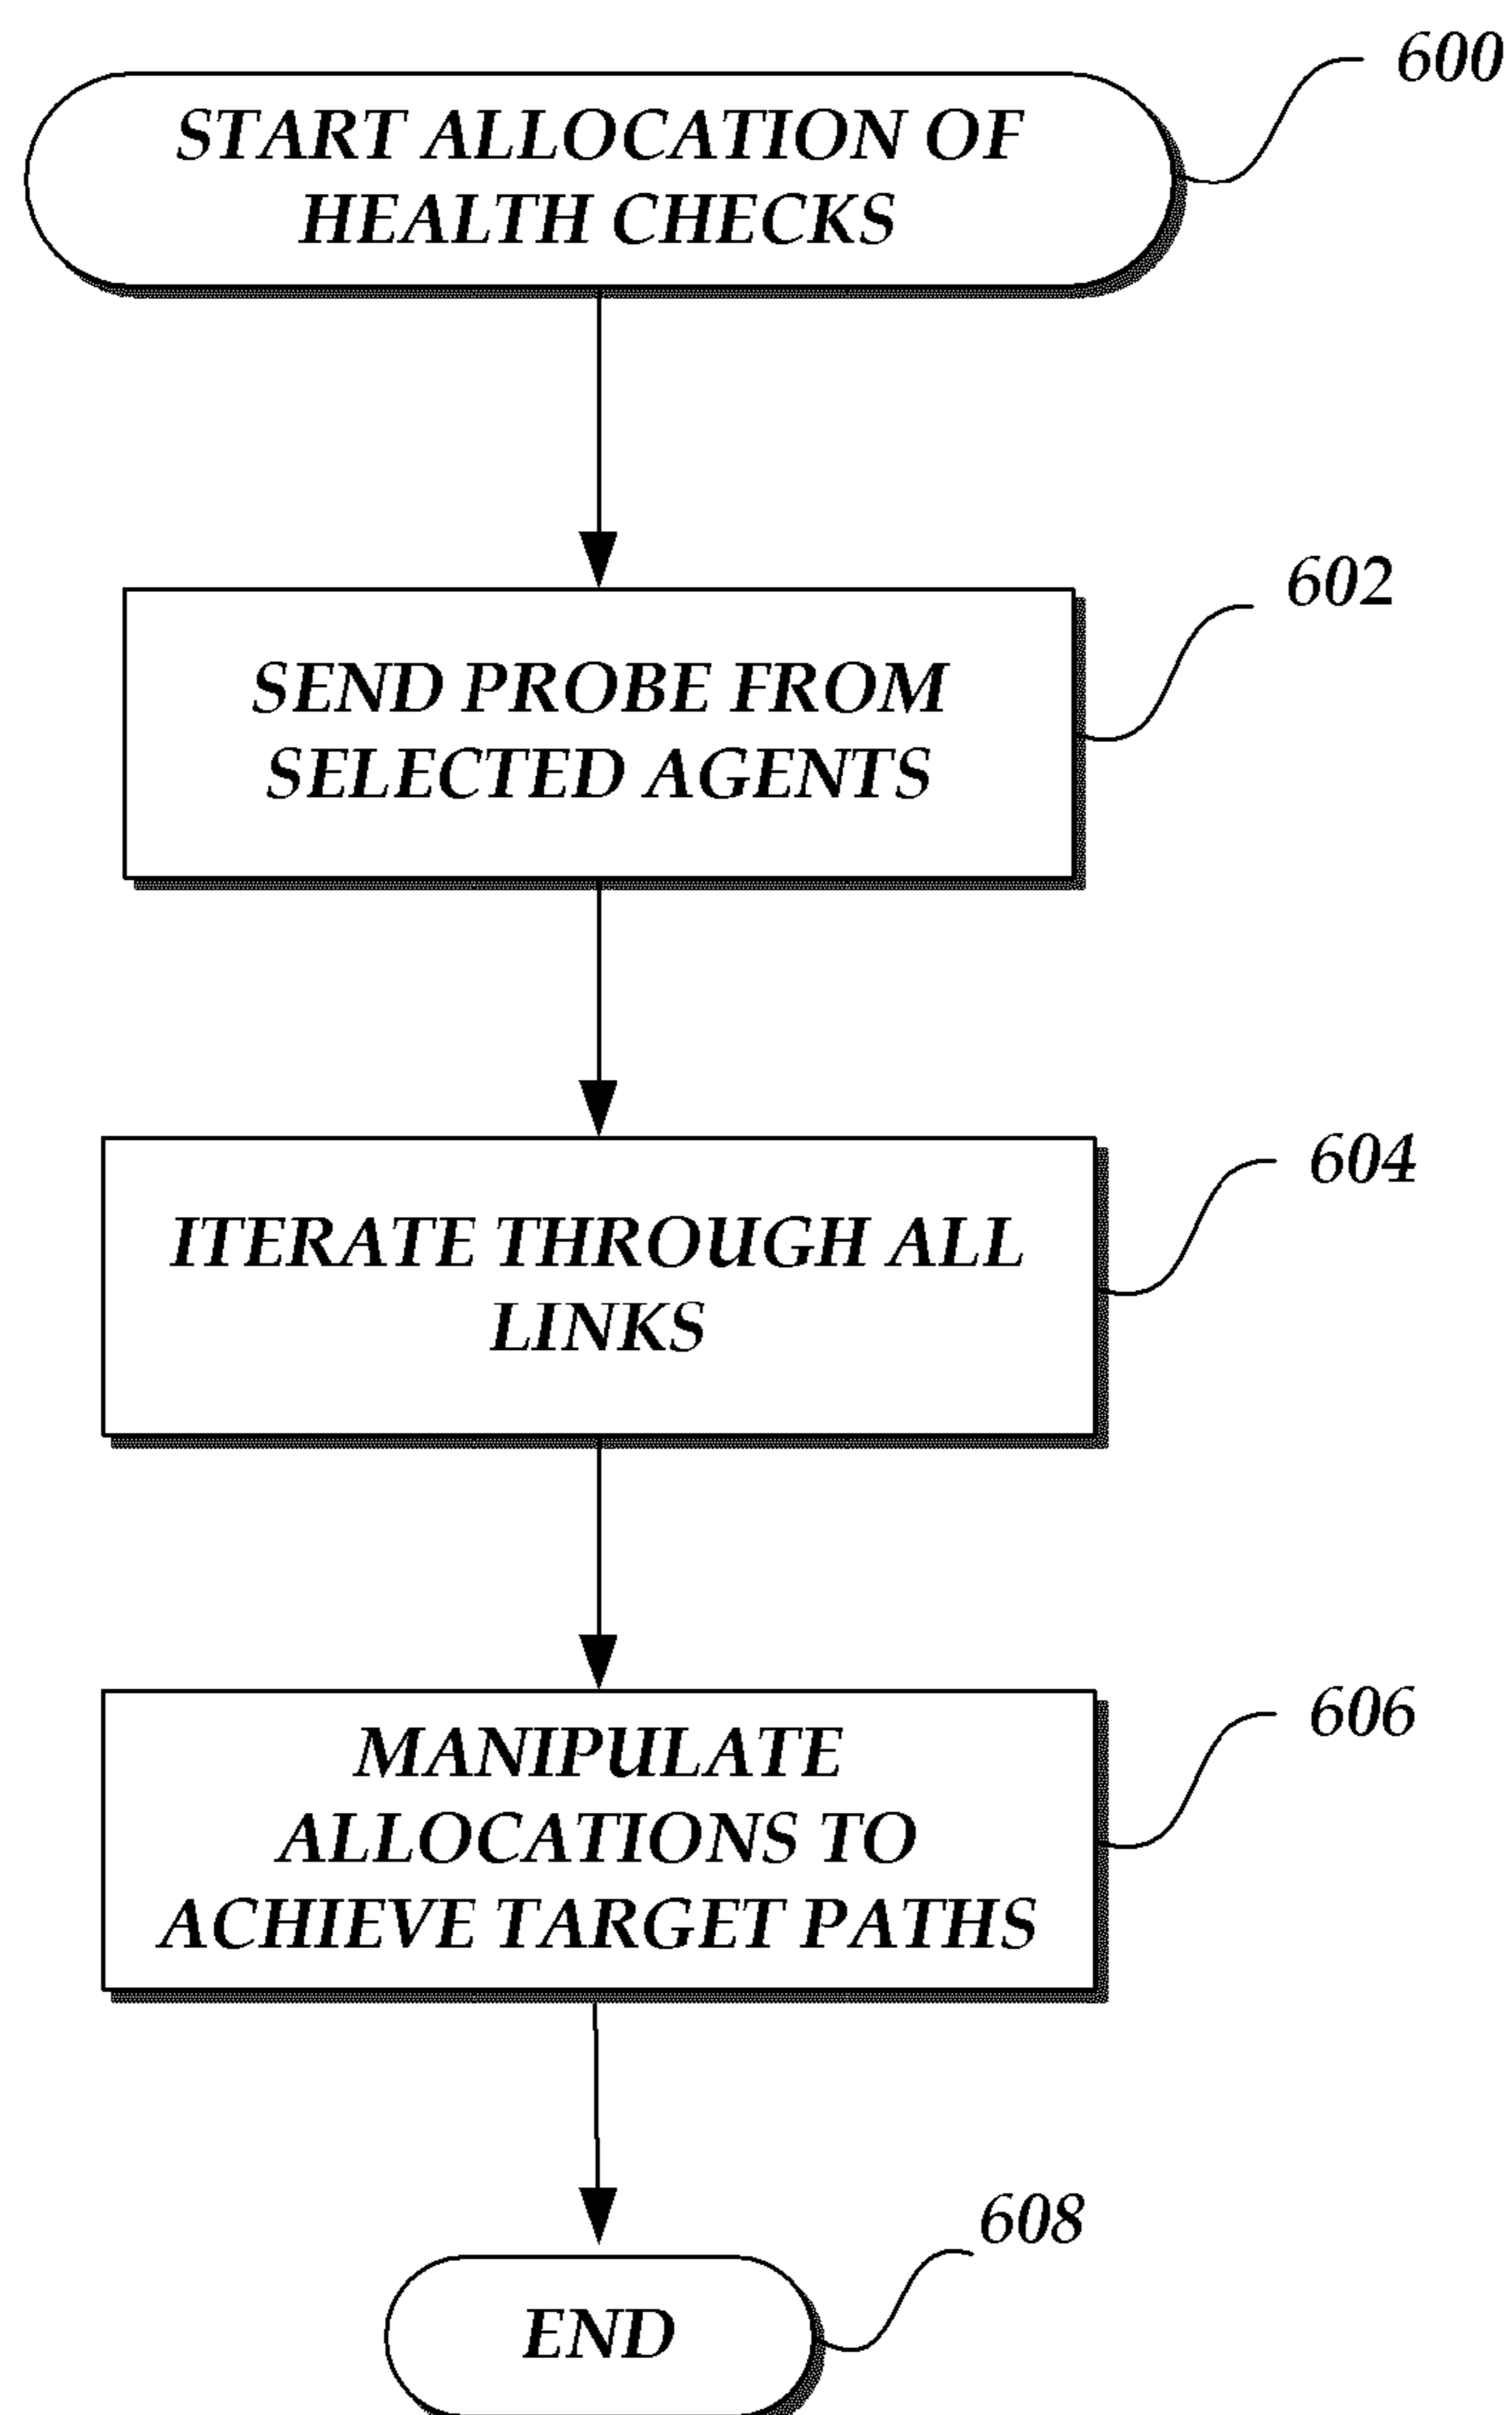 600
START ALLOCATION OF
HEALTH CHECKS
602
SEND PROBE FROM
SELECTED AGENTS
604
ITERATE THROUGH ALL
LINKS
606
MANIPULATE
ALLOCATIONS TO
ACHIEVE TARGET PATHS
608
END